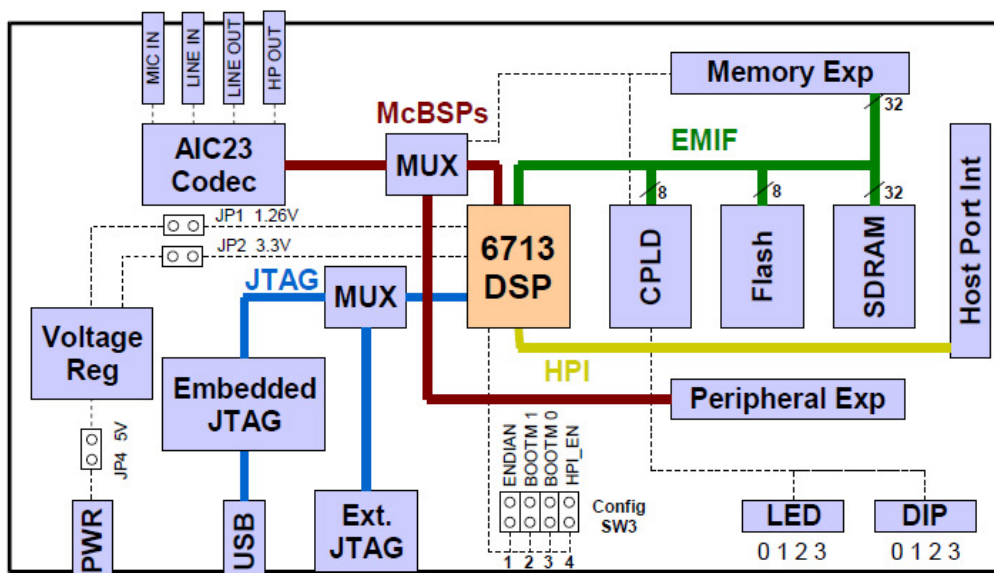 MIC IN
LINE IN
LINE OUT
HP OUT
AIC23
Codec
McBSPs
MUX
Memory Exp
32
EMIF
8
8
32
Host Port Int
JP1 1.26V
JP2 3.3V
6713
DSP
CPLD
Flash
SDRAM
JTAG
MUX
Voltage
Reg
HPI
Embedded
JTAG
Peripheral Exp
JP4 5V
ENDIAN
BOOTM 1
BOOTM 0
HPI_EN
Config
SW3
1 2 3 4
PWR
USB
Ext.
JTAG
LED
DIP
0 1 2 3
0 1 2 3